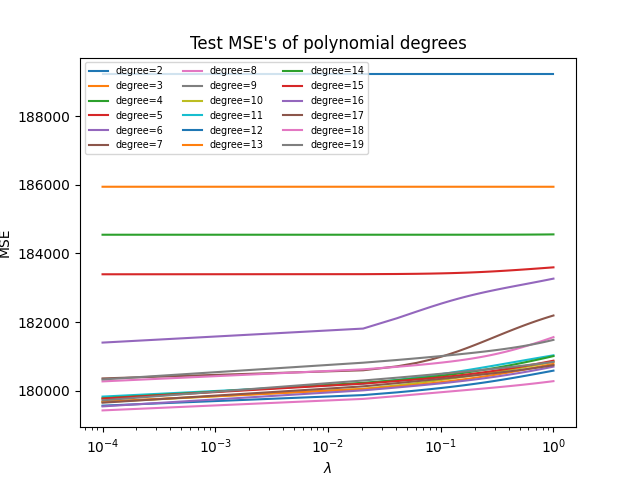 Test MSE's of polynomial degrees
degree=2 degree=8 degree=14
degree=3 degree=9 degree=15
degree=4 degree=10 degree=16
degree=5 degree=11 degree=17
degree=6 degree=12 degree=18
degree=7 degree=13 degree=19
188000
186000
184000
182000
180000
MSE
10⁻⁴ 10⁻³ 10⁻² 10⁻¹ 10⁰
λ